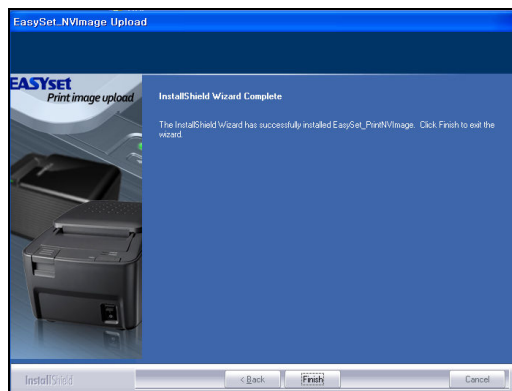 EasySet_NVImage Upload
EASYset
Print image upload
InstallShield Wizard Complete
The InstallShield Wizard has successfully installed EasySet_PrintNVImage. Click Finish to exit the
wizard.
InstallShield
< Back
Finish
Cancel